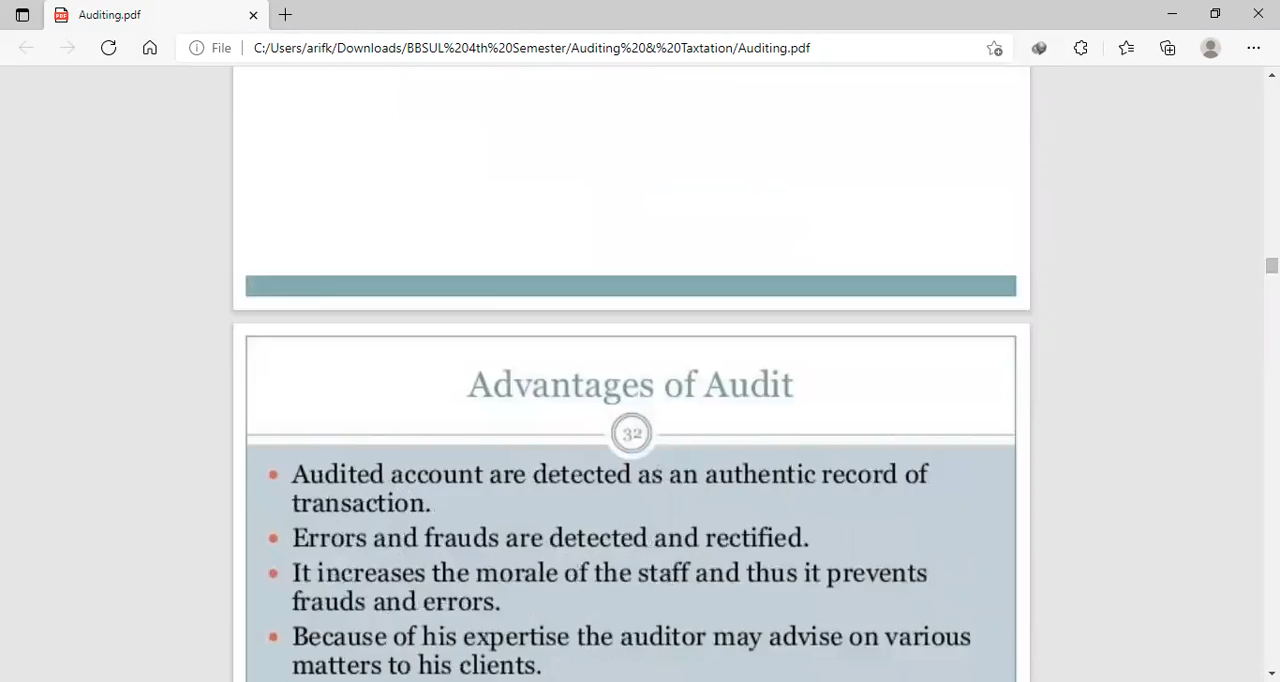 Auditing.pdf
File
C:/Users/arifk/Downloads/BBSUL%204th%20Semester/Auditing%20&%20Taxtation/Auditing.pdf
Advantages of Audit
32
• Audited account are detected as an authentic record of
transaction.
• Errors and frauds are detected and rectified.
• It increases the morale of the staff and thus it prevents
frauds and errors.
• Because of his expertise the auditor may advise on various
matters to his clients.